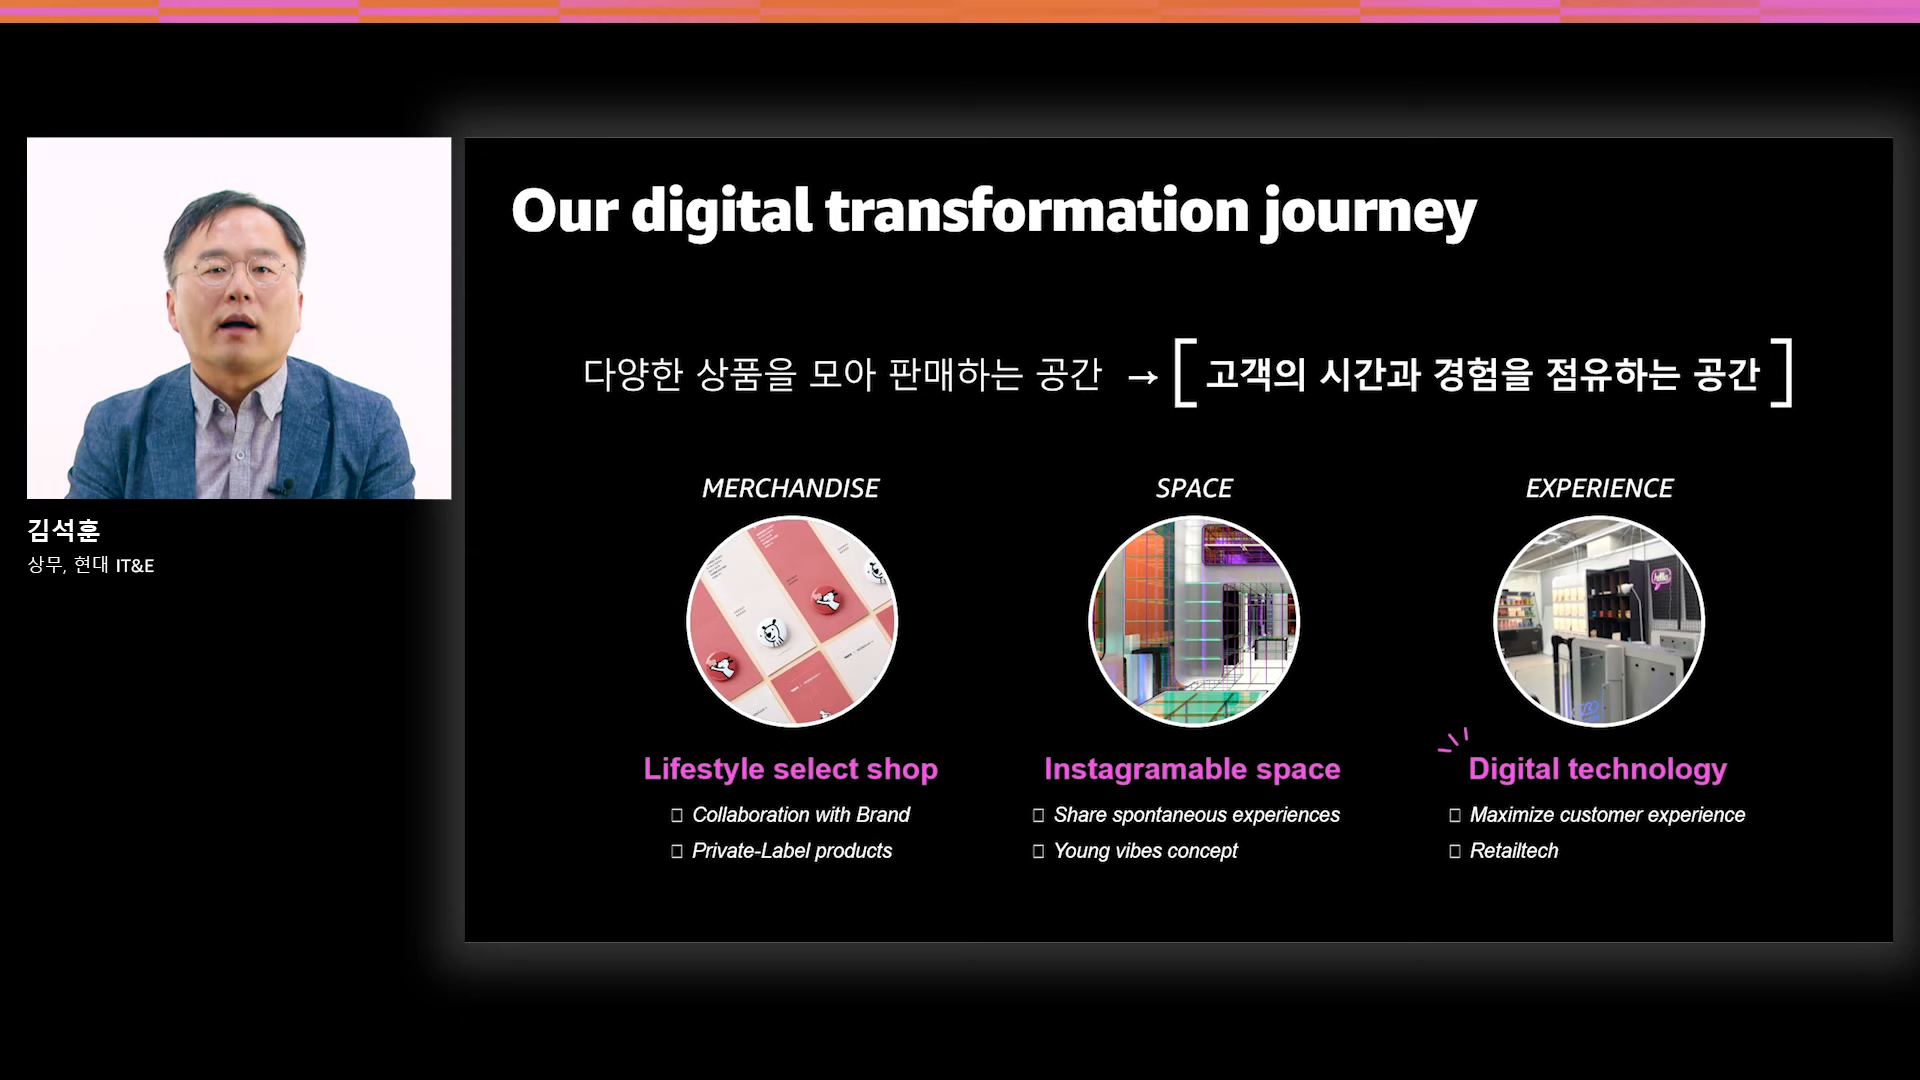 Our digital transformation journey
다양한 상품을 모아 판매하는 공간 → [ 고객의 시간과 경험을 점유하는 공간 ]
MERCHANDISE
SPACE
EXPERIENCE
hello
Lifestyle select shop
Instagramable space
Digital technology
Collaboration with Brand
Private-Label products
Share spontaneous experiences
Young vibes concept
Maximize customer experience
Retailtech
김석훈
상무, 현대 IT&E